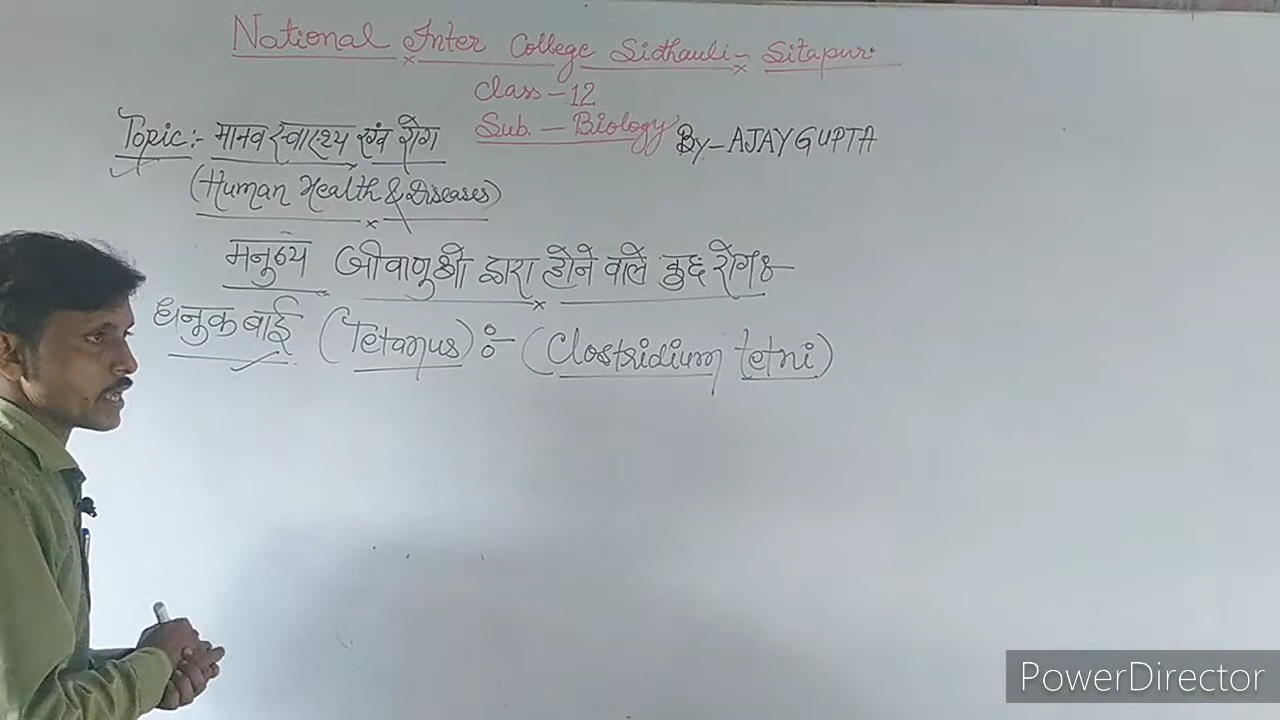 National Inter College Sidhauli - Sitapur.
Class - 12
Sub. - Biology
By - AJAY GUPTA
Topic :- मानव स्वास्थ्य एवं रोग
(Human Health & Diseases)
मनुष्य जीवाणुओ द्वारा होने वाले कुछ रोग :-
धनुक बाई (Tetanus) :- (Clostridium tetni)
PowerDirector